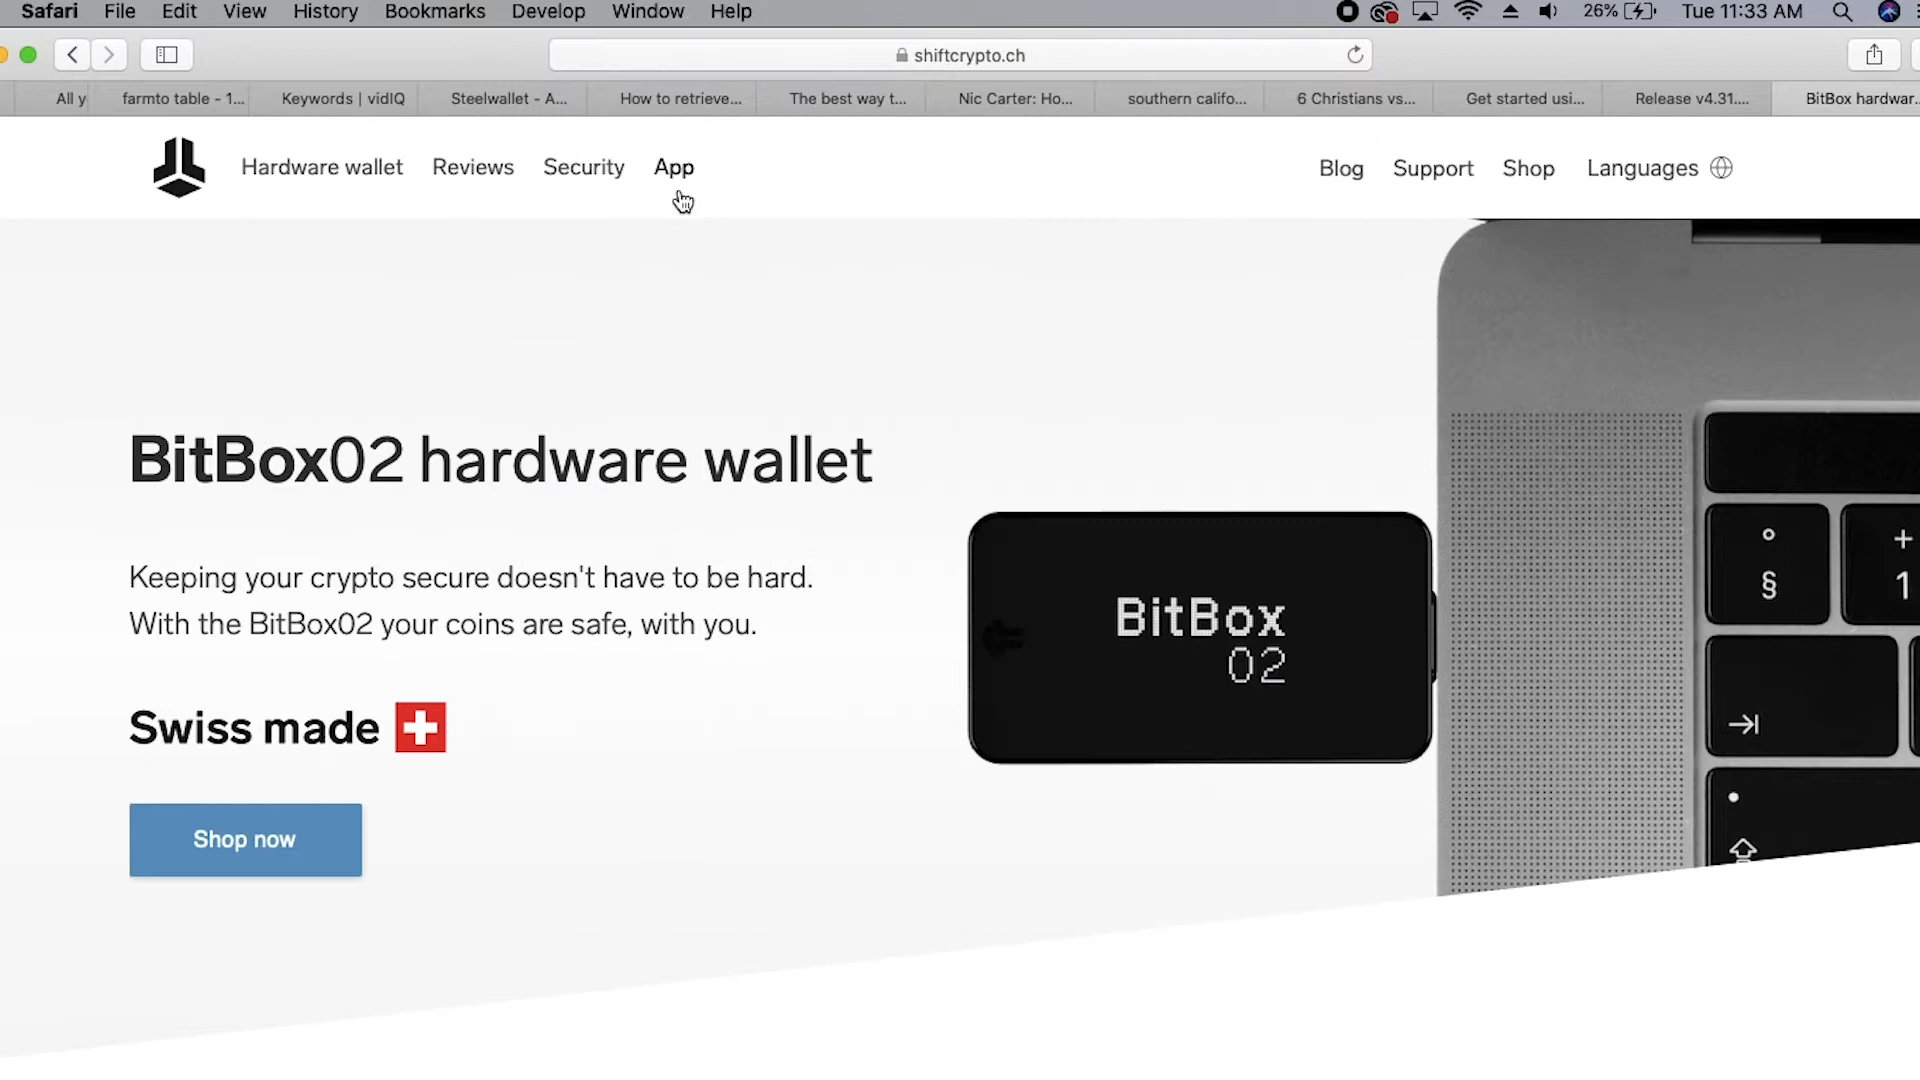 Safari File Edit View History Bookmarks Develop Window Help 26% Tue 11:33 AM
shiftcrypto.ch
All y farmto table - 1... Keywords | vidIQ Steelwallet - A... How to retrieve... The best way t... Nic Carter: Ho... southern califo... 6 Christians vs... Get started usi... Release v4.31.... BitBox hardwar...
Hardware wallet Reviews Security App Blog Support Shop Languages
BitBox02 hardware wallet
Keeping your crypto secure doesn't have to be hard.
With the BitBox02 your coins are safe, with you.
Swiss made
Shop now
BitBox
02
°
§
+
1